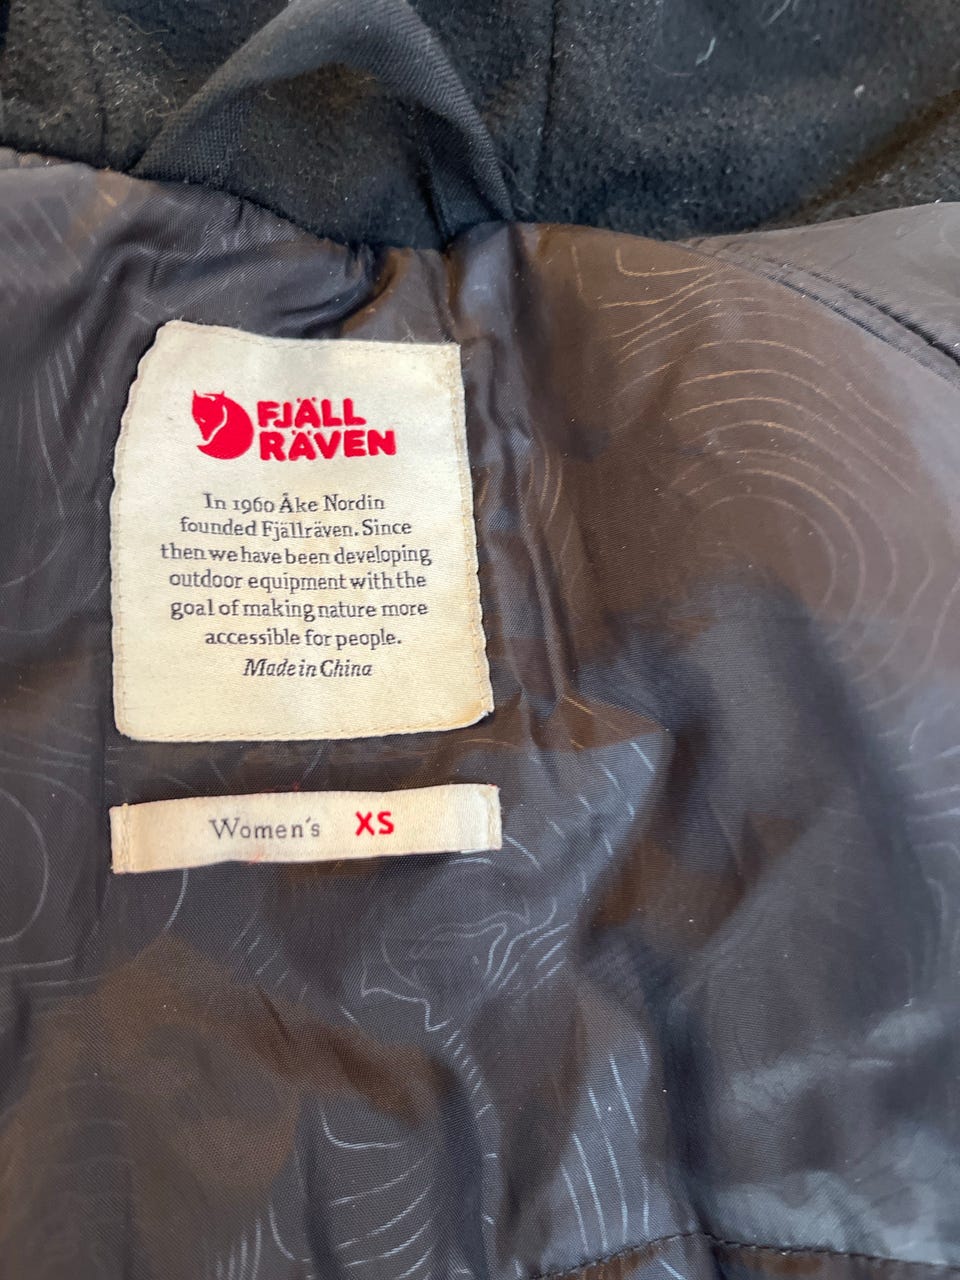 FJÄLL
RÄVEN
In 1960 Åke Nordin
founded Fjällräven. Since
then we have been developing
outdoor equipment with the
goal of making nature more
accessible for people.
Made in China
Women's XS